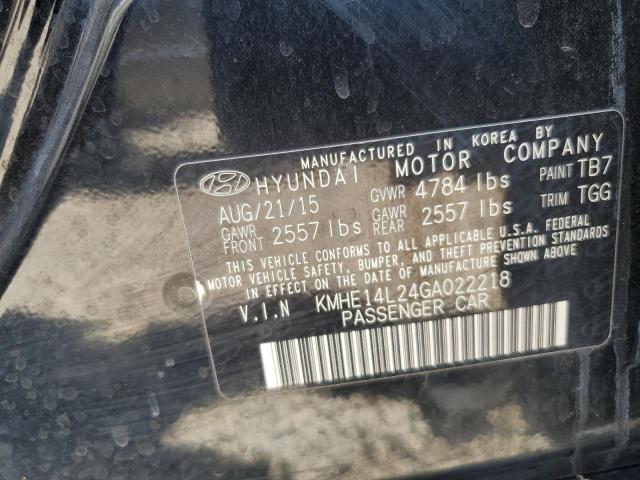 MANUFACTURED IN KOREA BY
HYUNDAI MOTOR COMPANY
AUG/21/15 GVWR 4784 lbs PAINT TB7
GAWR FRONT 2557 lbs GAWR REAR 2557 lbs TRIM TGG
THIS VEHICLE CONFORMS TO ALL APPLICABLE U.S.A. FEDERAL
MOTOR VEHICLE SAFETY, BUMPER, AND THEFT PREVENTION STANDARDS
IN EFFECT ON THE DATE OF MANUFACTURE SHOWN ABOVE
V.I.N KMHE14L24GA022218
PASSENGER CAR